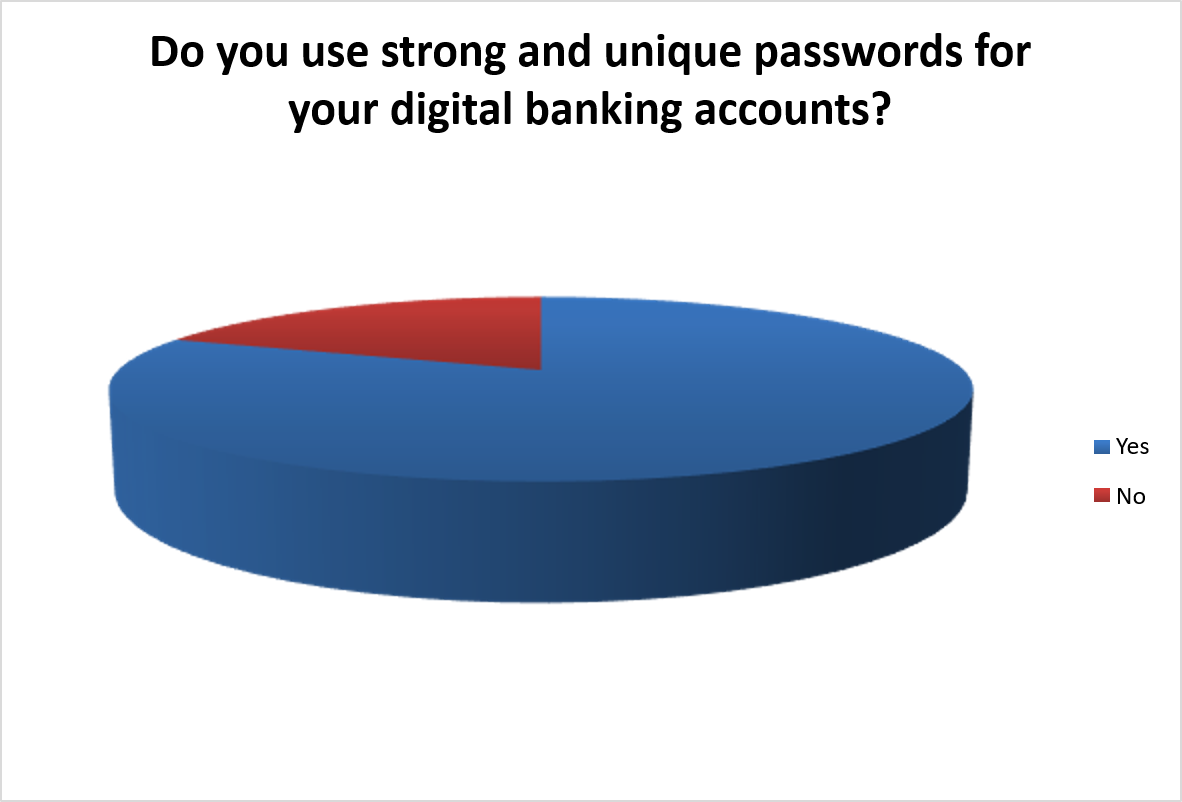 Do you use strong and unique passwords for
your digital banking accounts?
Yes
No